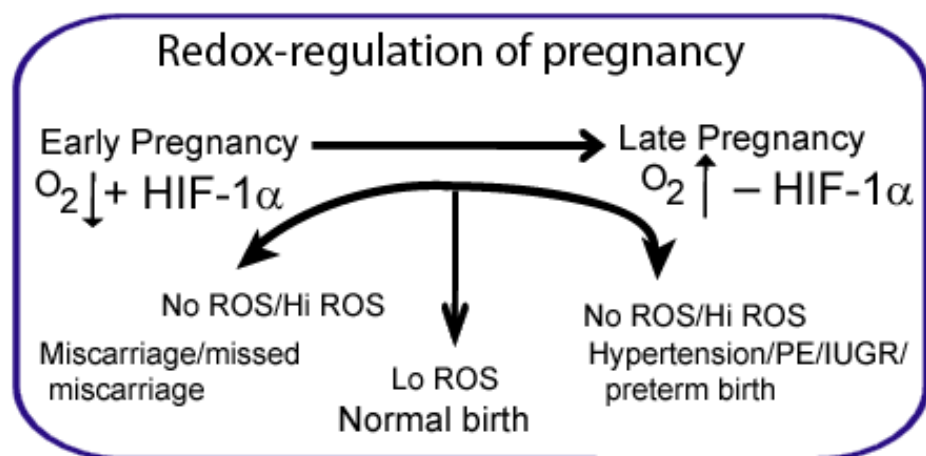 Redox-regulation of pregnancy
Early Pregnancy
Late Pregnancy
O2↓+ HIF-1α
O2↑ – HIF-1α
No ROS/Hi ROS
Miscarriage/missed
miscarriage
Lo ROS
Normal birth
No ROS/Hi ROS
Hypertension/PE/IUGR/
preterm birth